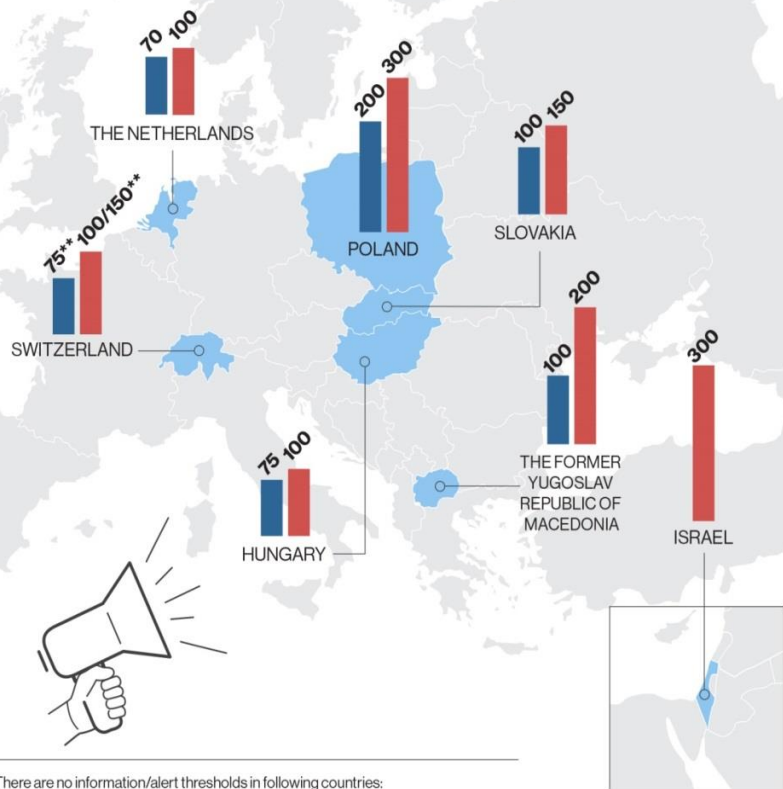 70 100
THE NETHERLANDS
200 300
POLAND
100 150
SLOVAKIA
75** 100/150**
SWITZERLAND
75 100
HUNGARY
100 200
THE FORMER
YUGOSLAV
REPUBLIC OF
MACEDONIA
300
ISRAEL
There are no information/alert thresholds in following countries: